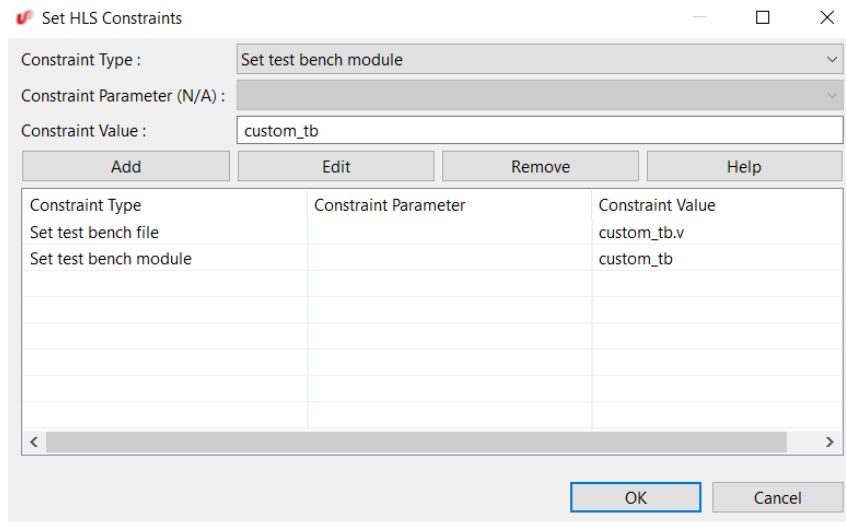 Set HLS Constraints
Constraint Type : Set test bench module
Constraint Parameter (N/A) :
Constraint Value : custom_tb
Add Edit Remove Help
Constraint Type Constraint Parameter Constraint Value
Set test bench file custom_tb.v
Set test bench module custom_tb
OK Cancel